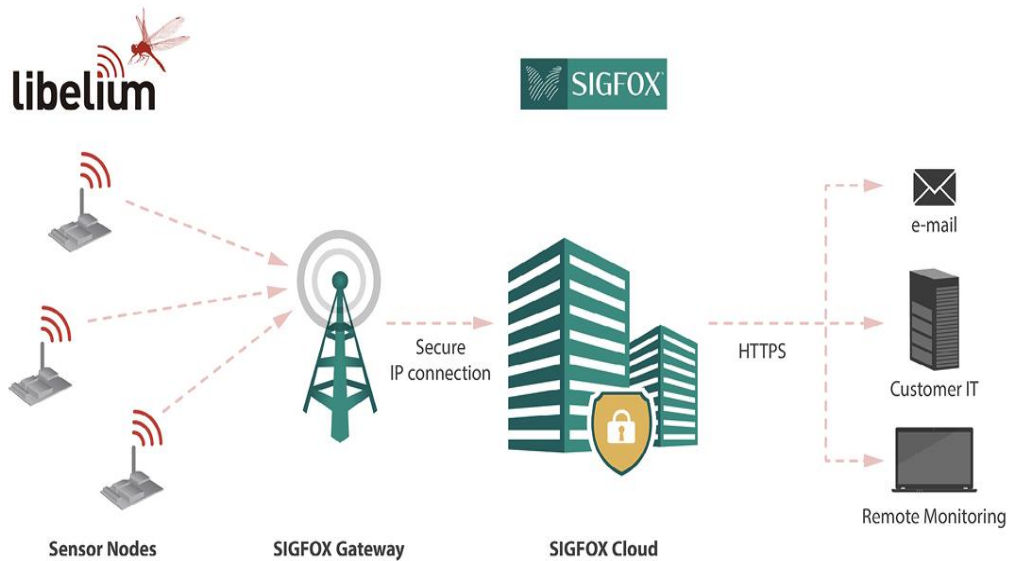 libelium
SIGFOX
e-mail
Secure
IP connection
HTTPS
Customer IT
Remote Monitoring
Sensor Nodes
SIGFOX Gateway
SIGFOX Cloud